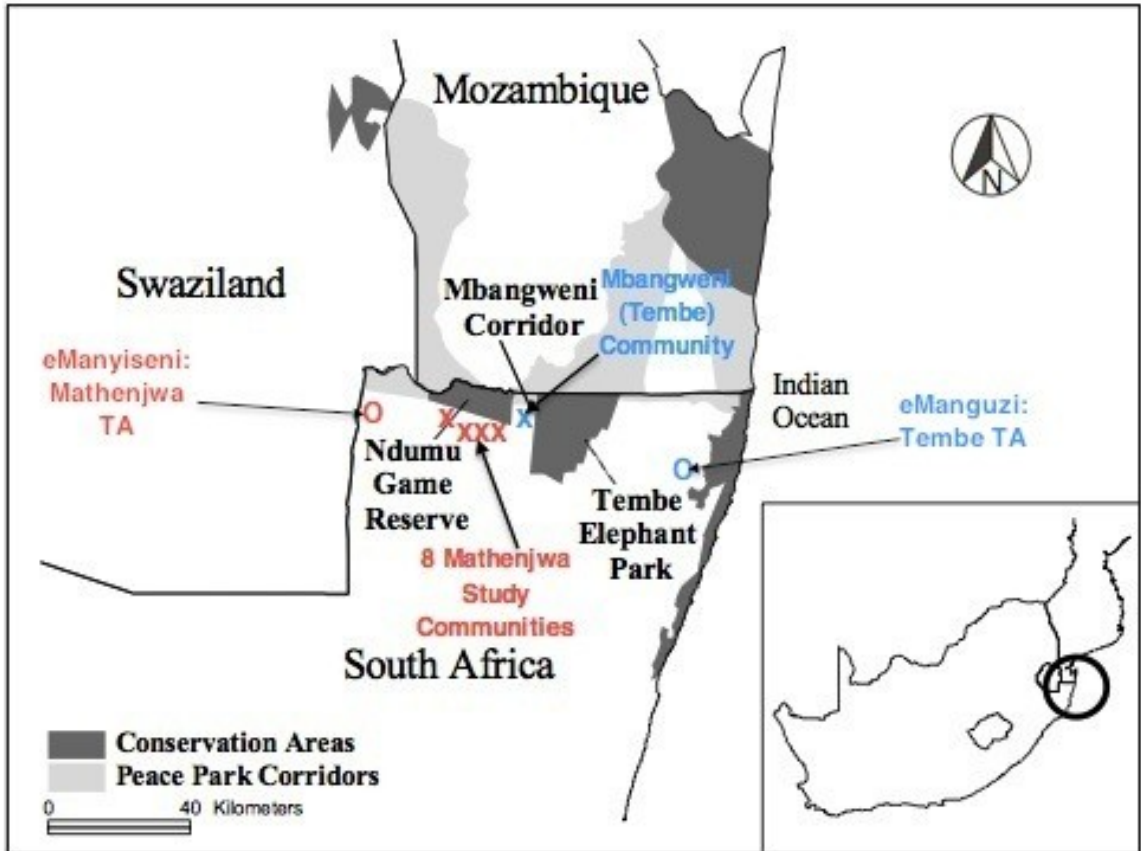 Mozambique
N
Swaziland
Mbangweni
Corridor
Mbangweni
(Tembe)
Community
eManyiseni:
Mathenjwa
TA
O
X
XXX
X
Indian
Ocean
eManguzi:
Tembe TA
O
Ndumu
Game
Reserve
Tembe
Elephant
Park
8 Mathenjwa
Study
Communities
South Africa
Conservation Areas
Peace Park Corridors
0 40 Kilometers